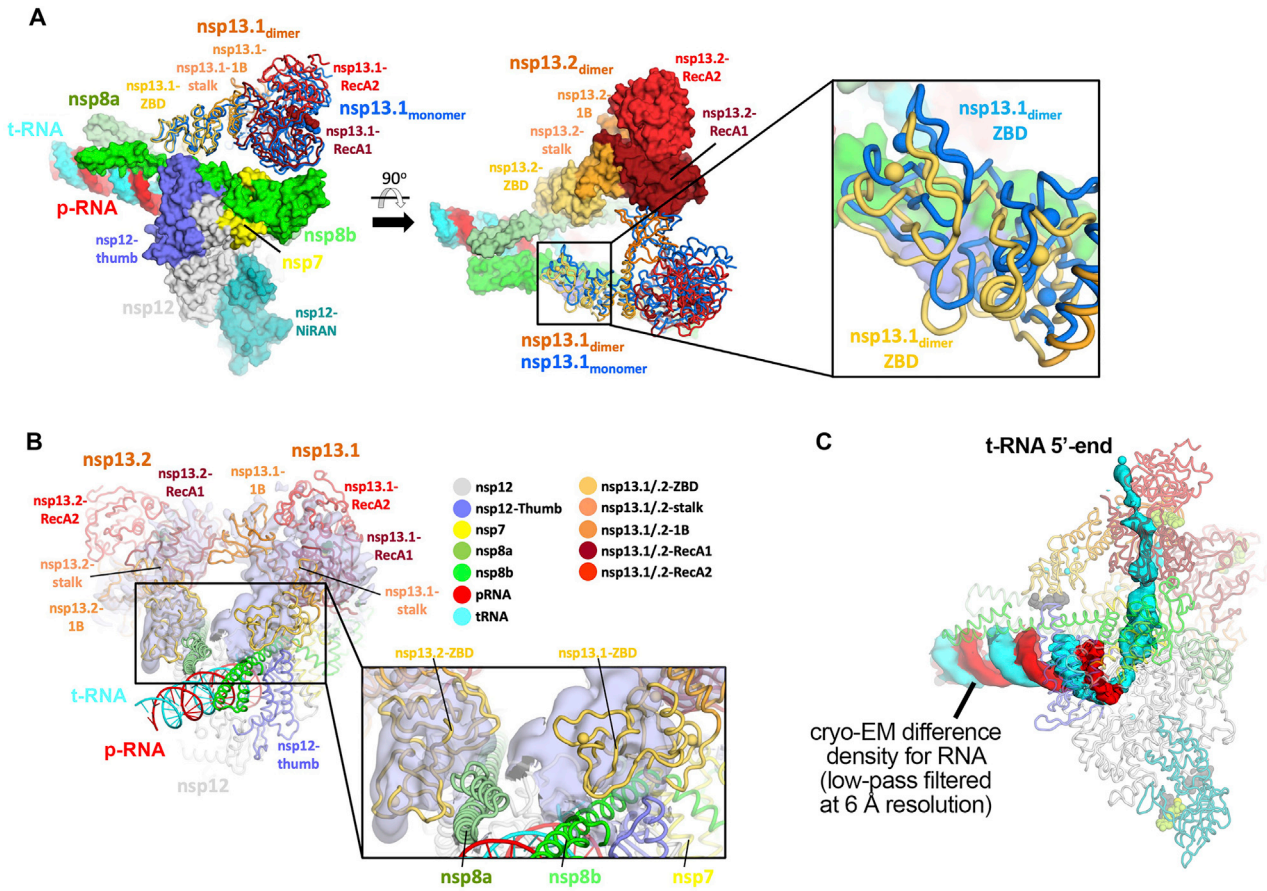 A
nsp13.1dimer
nsp13.1-
1B
nsp13.1-
stalk
nsp13.1-
ZBD
nsp13.1-
RecA2
nsp13.1monomer
nsp13.1-
RecA1
nsp8a
t-RNA
p-RNA
nsp12-
thumb
nsp8b
nsp7
nsp12
nsp12-
NiRAN
90º
nsp13.2dimer
nsp13.2-
RecA2
nsp13.2-
1B
nsp13.2-
stalk
nsp13.2-
RecA1
nsp13.2-
ZBD
nsp13.1dimer
nsp13.1monomer
nsp13.1dimer
ZBD
nsp13.1dimer
ZBD
B
nsp13.2
nsp13.1
nsp13.2-
RecA1
nsp13.1-
1B
nsp13.2-
RecA2
nsp13.1-
RecA2
nsp13.1-
RecA1
nsp13.2-
stalk
nsp13.1-
stalk
nsp13.2-
1B
t-RNA
p-RNA
nsp12-
thumb
nsp12
nsp12
nsp12-Thumb
nsp7
nsp8a
nsp8b
pRNA
tRNA
nsp13.1/.2-ZBD
nsp13.1/.2-stalk
nsp13.1/.2-1B
nsp13.1/.2-RecA1
nsp13.1/.2-RecA2
nsp13.2-ZBD
nsp13.1-ZBD
nsp8a
nsp8b
nsp7
C
t-RNA 5’-end
cryo-EM difference
density for RNA
(low-pass filtered
at 6 Å resolution)